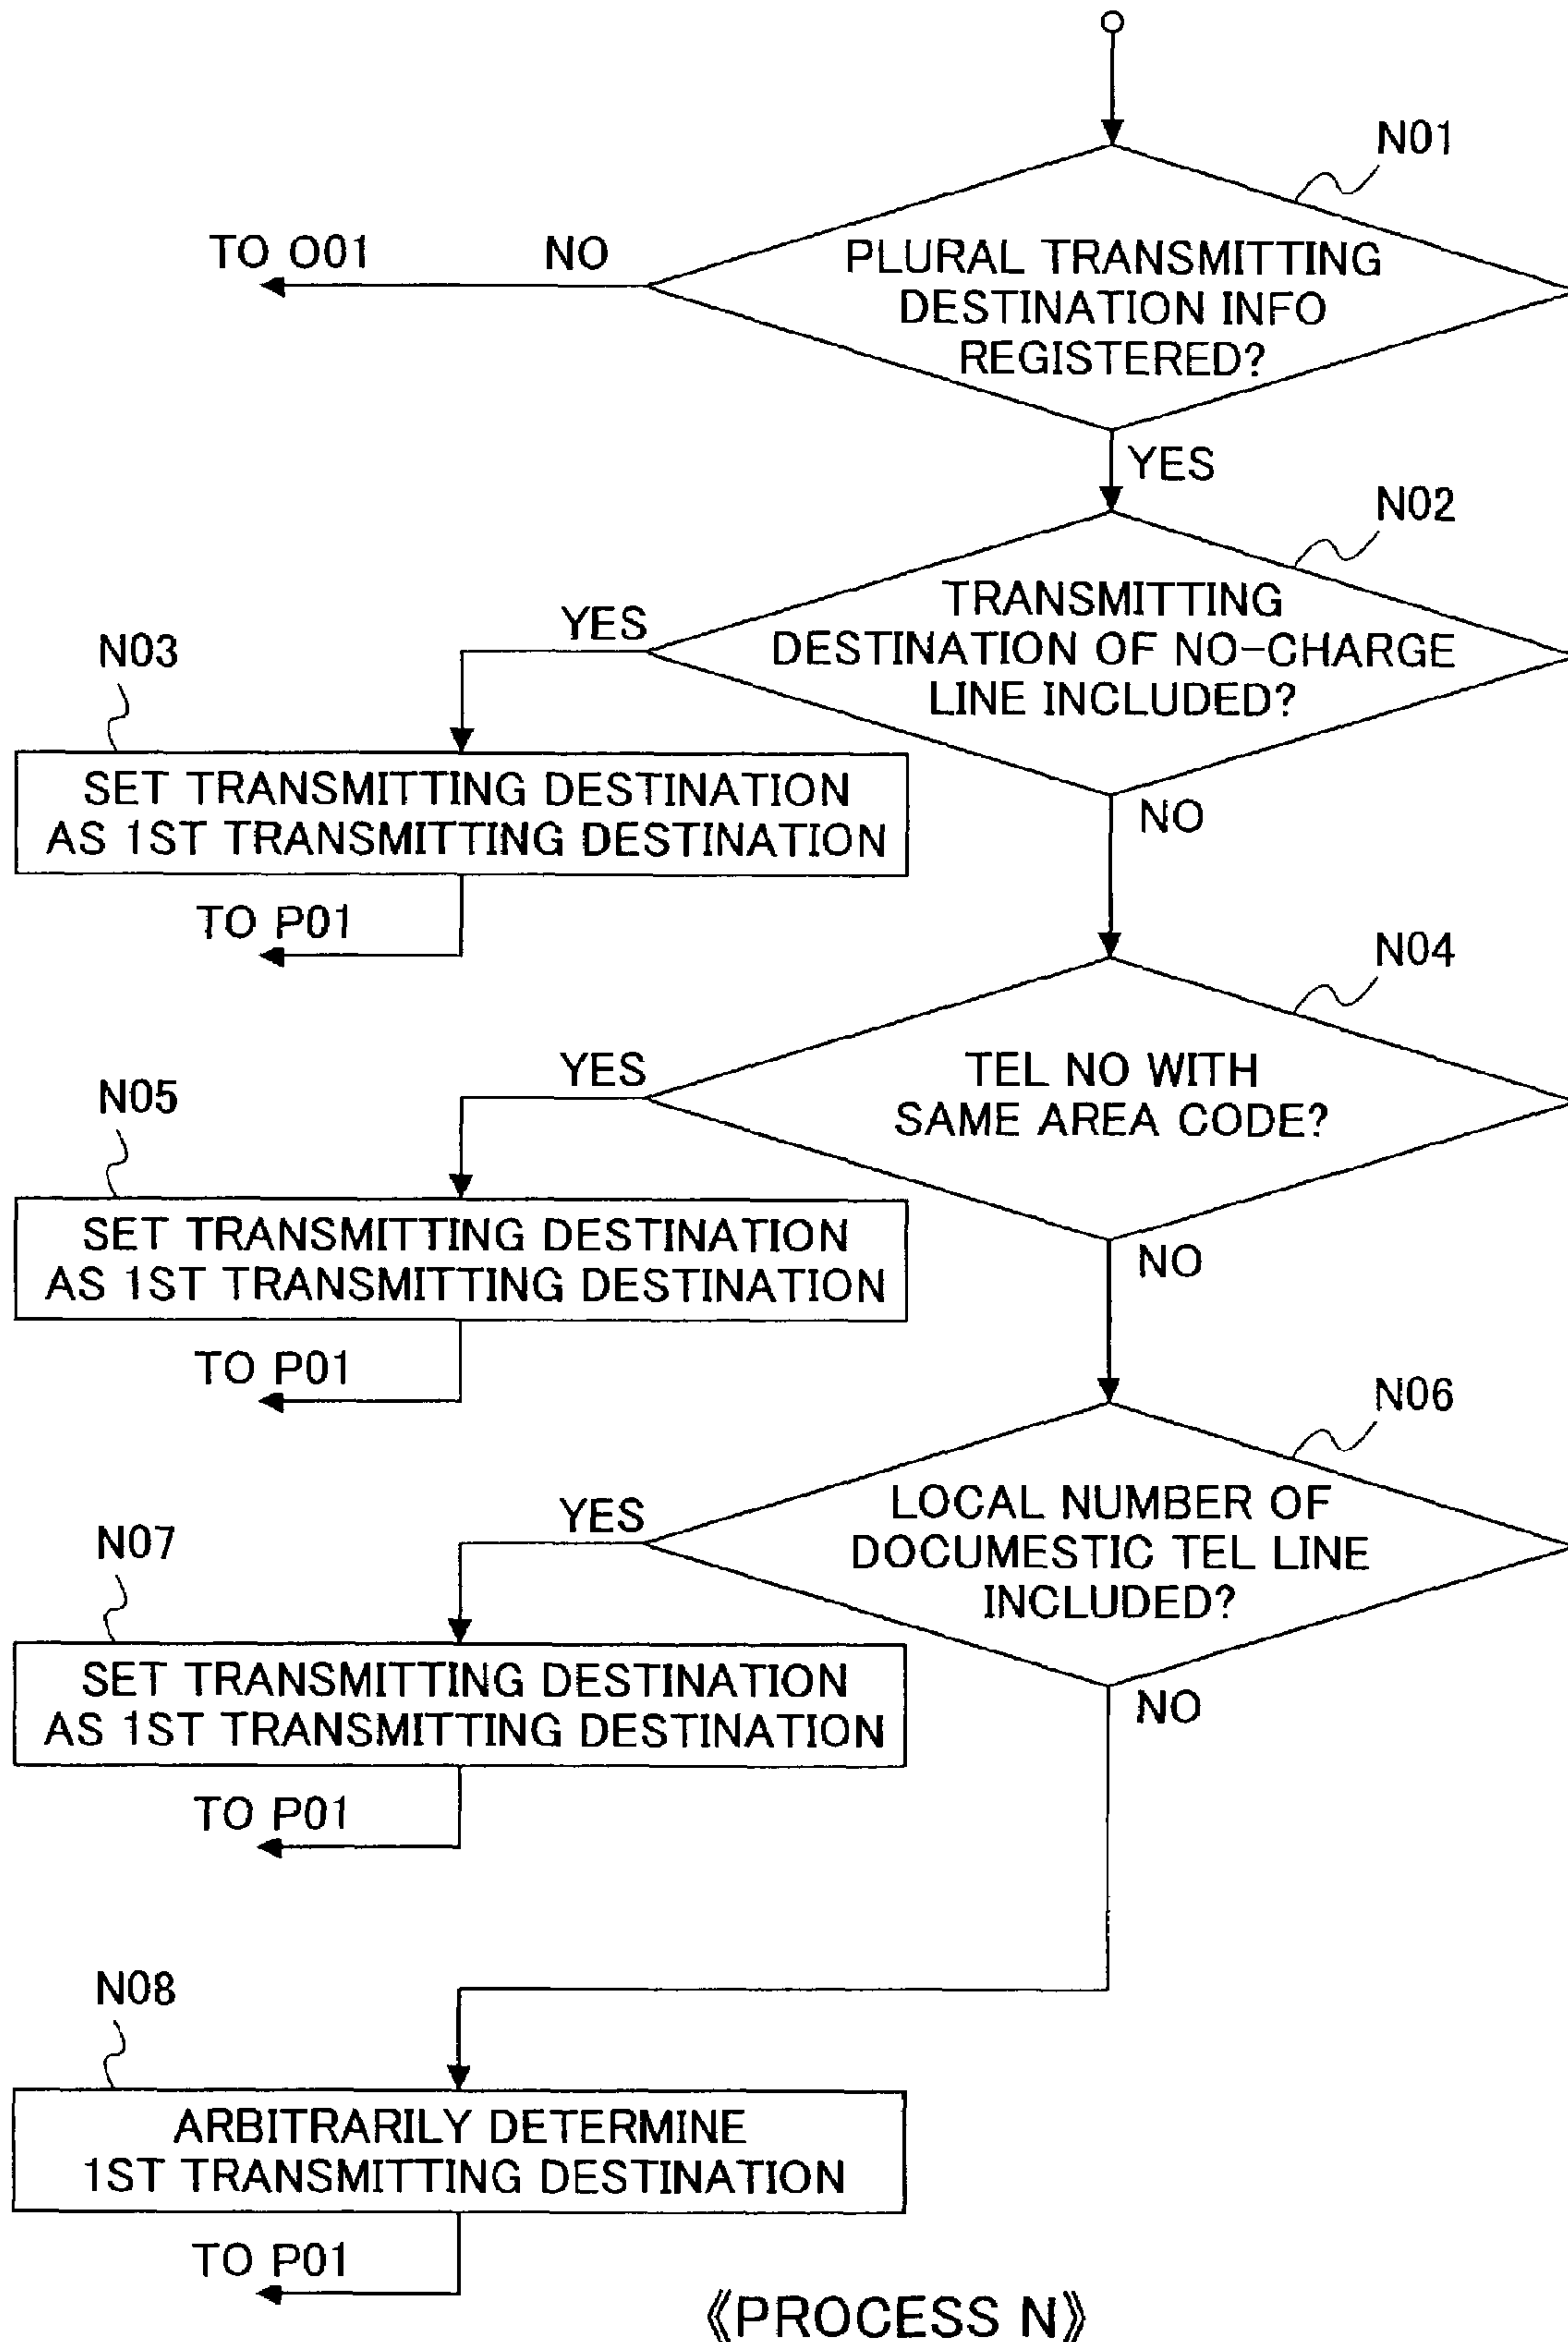 N01
PLURAL TRANSMITTING
DESTINATION INFO
REGISTERED?
NO
TO O01
YES
N02
TRANSMITTING
DESTINATION OF NO-CHARGE
LINE INCLUDED?
YES
N03
SET TRANSMITTING DESTINATION
AS 1ST TRANSMITTING DESTINATION
TO P01
NO
N04
TEL NO WITH
SAME AREA CODE?
YES
N05
SET TRANSMITTING DESTINATION
AS 1ST TRANSMITTING DESTINATION
TO P01
NO
N06
LOCAL NUMBER OF
DOCUMESTIC TEL LINE
INCLUDED?
YES
N07
SET TRANSMITTING DESTINATION
AS 1ST TRANSMITTING DESTINATION
TO P01
NO
N08
ARBITRARILY DETERMINE
1ST TRANSMITTING DESTINATION
TO P01
《PROCESS N》